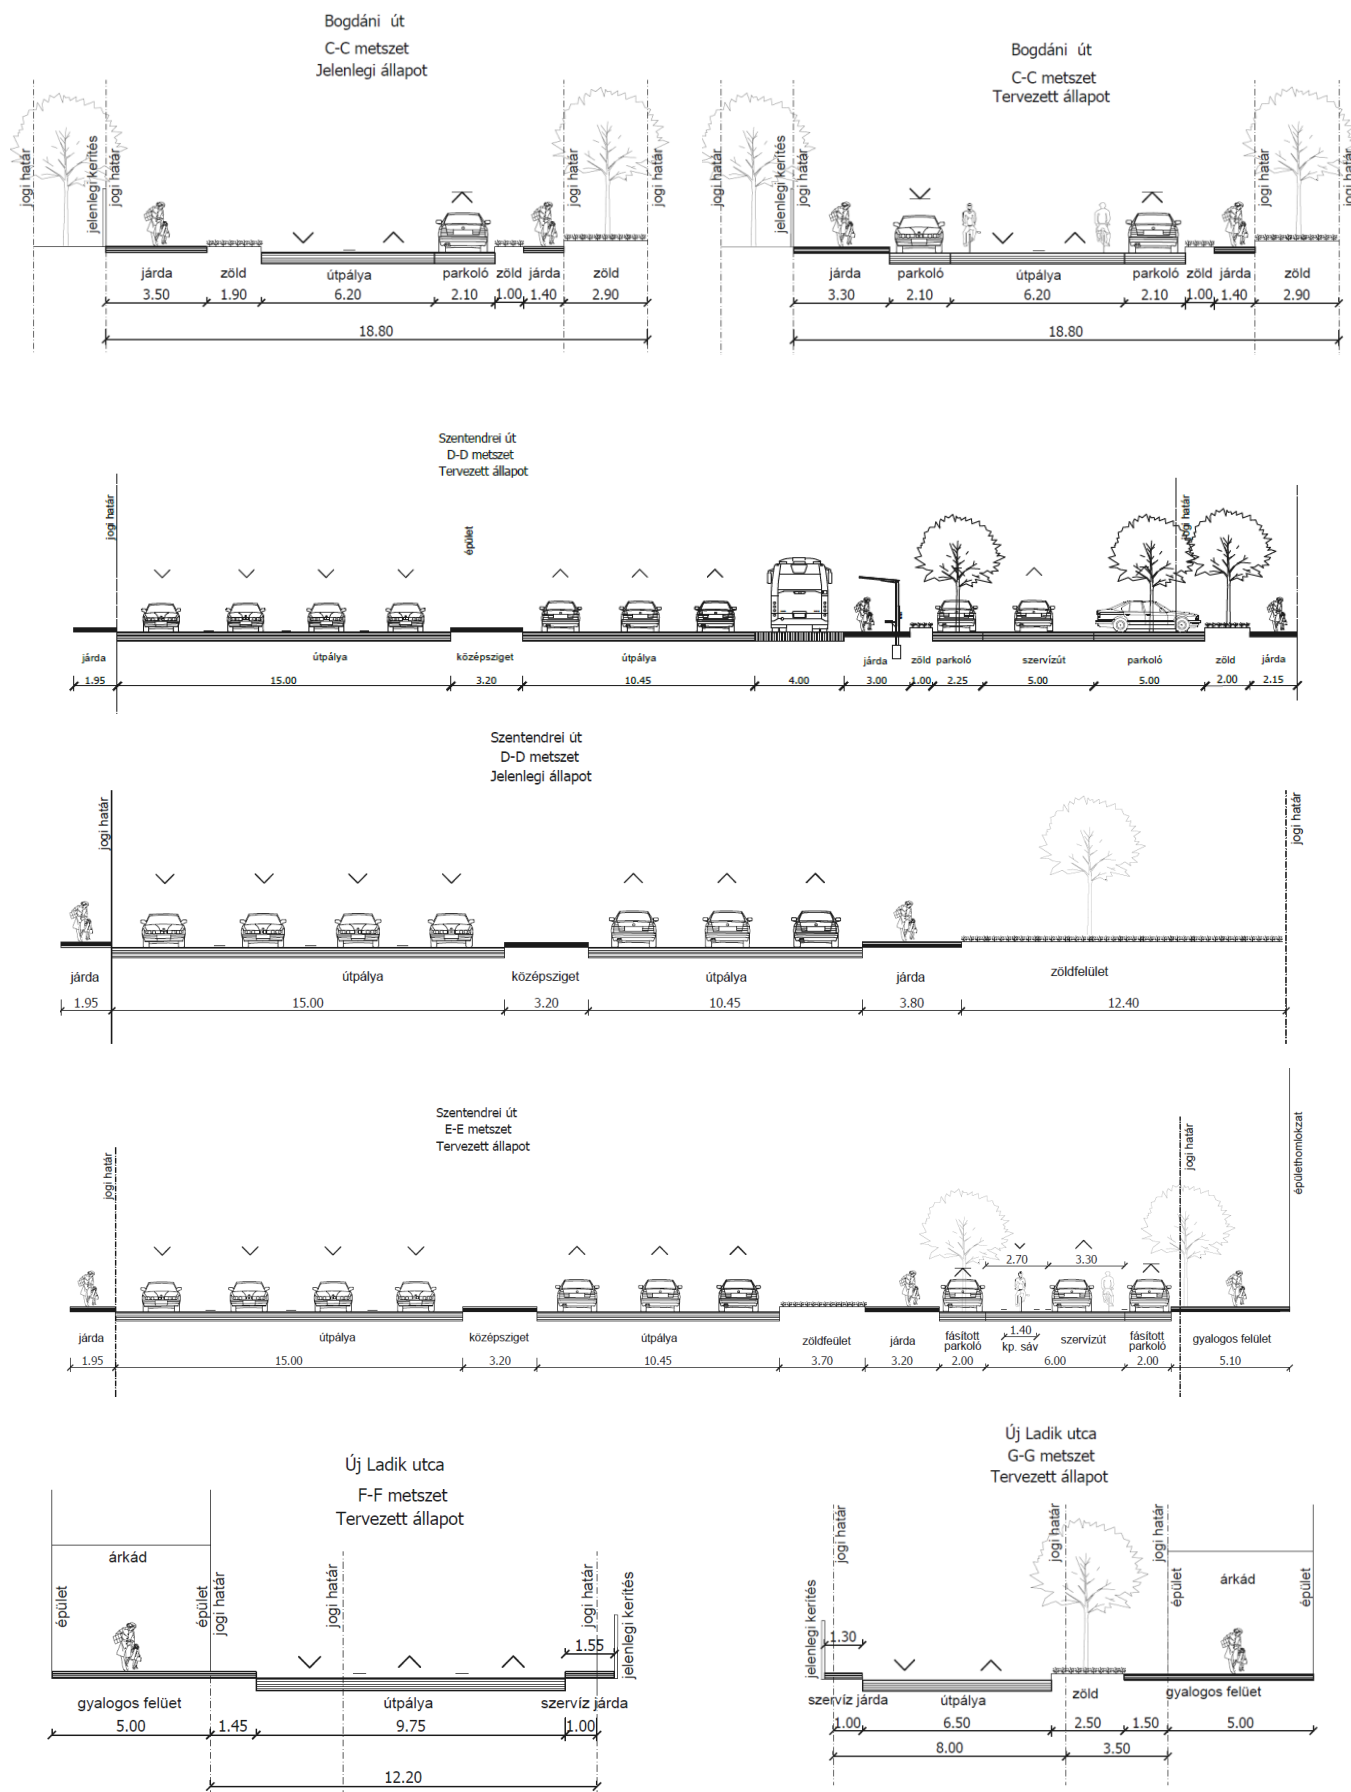 Bogdáni út
C-C metszet
Jelenlegi állapot
jogi határ
jelenlegi kerítés
jogi határ
jogi határ
jogi határ
járda
zöld
útpálya
parkoló
zöld
járda
zöld
3.50
1.90
6.20
2.10
1.00
1.40
2.90
18.80
Bogdáni út
C-C metszet
Tervezett állapot
jogi határ
jelenlegi kerítés
jogi határ
jogi határ
jogi határ
járda
parkoló
útpálya
parkoló
zöld
járda
zöld
3.30
2.10
6.20
2.10
1.00
1.40
2.90
18.80
Szentendrei út
D-D metszet
Tervezett állapot
jogi határ
épület
jogi határ
járda
útpálya
középsziget
útpálya
járda
zöld
parkoló
szervízút
parkoló
zöld
járda
1.95
15.00
3.20
10.45
4.00
3.00
1.00
2.25
5.00
5.00
2.00
2.15
Szentendrei út
D-D metszet
Jelenlegi állapot
jogi határ
jogi határ
járda
útpálya
középsziget
útpálya
járda
zöldfelület
1.95
15.00
3.20
10.45
3.80
12.40
Szentendrei út
E-E metszet
Tervezett állapot
jogi határ
jogi határ
épülethomlokzat
2.70
3.30
járda
útpálya
középsziget
útpálya
zöldfeület
járda
fásított
parkoló
1.40
kp. sáv
szervízút
fásított
parkoló
gyalogos felület
1.95
15.00
3.20
10.45
3.70
3.20
2.00
6.00
2.00
5.10
Új Ladik utca
F-F metszet
Tervezett állapot
árkád
épület
épület
jogi határ
jogi határ
jogi határ
jelenlegi kerítés
1.55
gyalogos felüet
útpálya
szervíz járda
5.00
1.45
9.75
1.00
12.20
Új Ladik utca
G-G metszet
Tervezett állapot
jelenlegi kerítés
jogi határ
jogi határ
jogi határ
épület
árkád
épület
1.30
szervíz járda
útpálya
zöld
gyalogos felüet
1.00
6.50
2.50
1.50
5.00
8.00
3.50